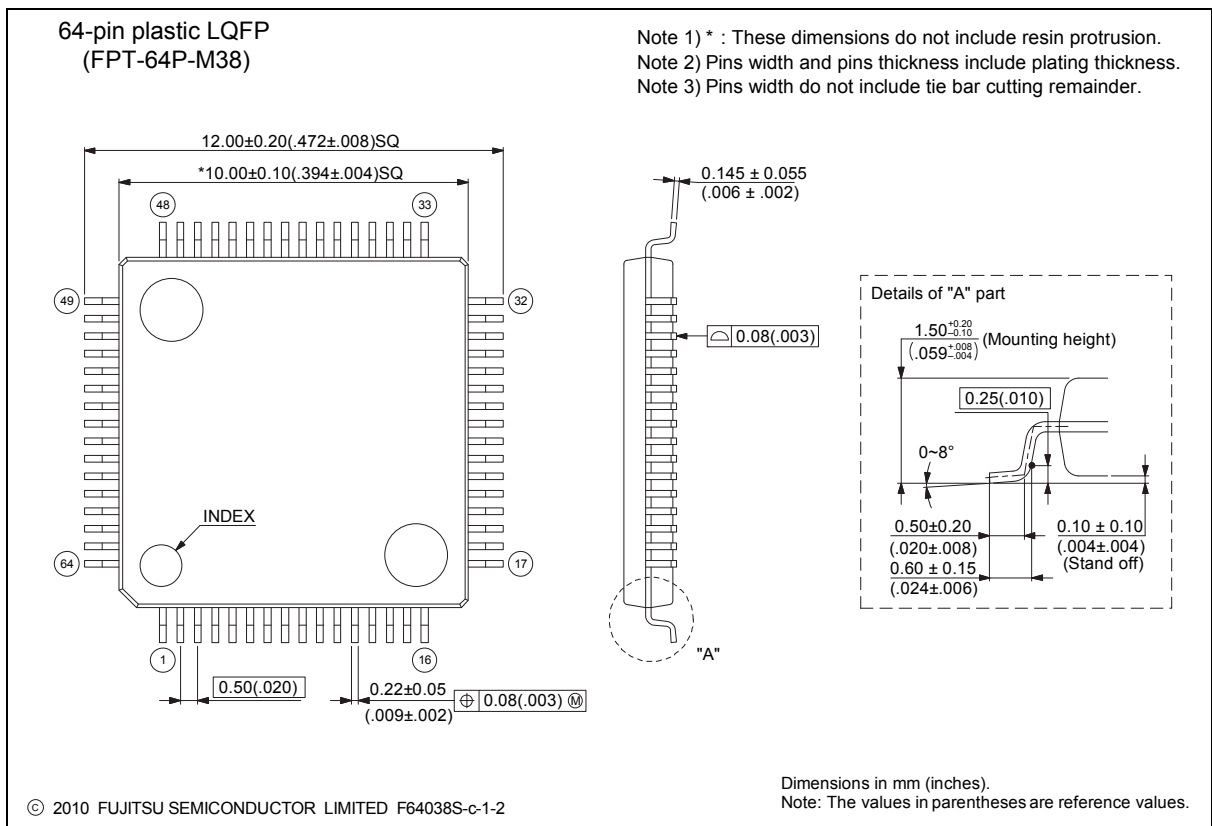 64-pin plastic LQFP
(FPT-64P-M38)
Note 1) * : These dimensions do not include resin protrusion.
Note 2) Pins width and pins thickness include plating thickness.
Note 3) Pins width do not include tie bar cutting remainder.
12.00±0.20(.472±.008)SQ
*10.00±0.10(.394±.004)SQ
48
33
49
32
INDEX
64
17
1
16
0.50(.020)
0.22±0.05
(.009±.002)
⌖ 0.08(.003) Ⓜ
0.145 ± 0.055
(.006 ± .002)
⌓ 0.08(.003)
"A"
Details of "A" part
1.50 +0.20 −0.10 (Mounting height)
(.059 +.008 −.004)
0.25(.010)
0~8°
0.50±0.20
(.020±.008)
0.60 ± 0.15
(.024±.006)
0.10 ± 0.10
(.004±.004)
(Stand off)
© 2010 FUJITSU SEMICONDUCTOR LIMITED F64038S-c-1-2
Dimensions in mm (inches).
Note: The values in parentheses are reference values.